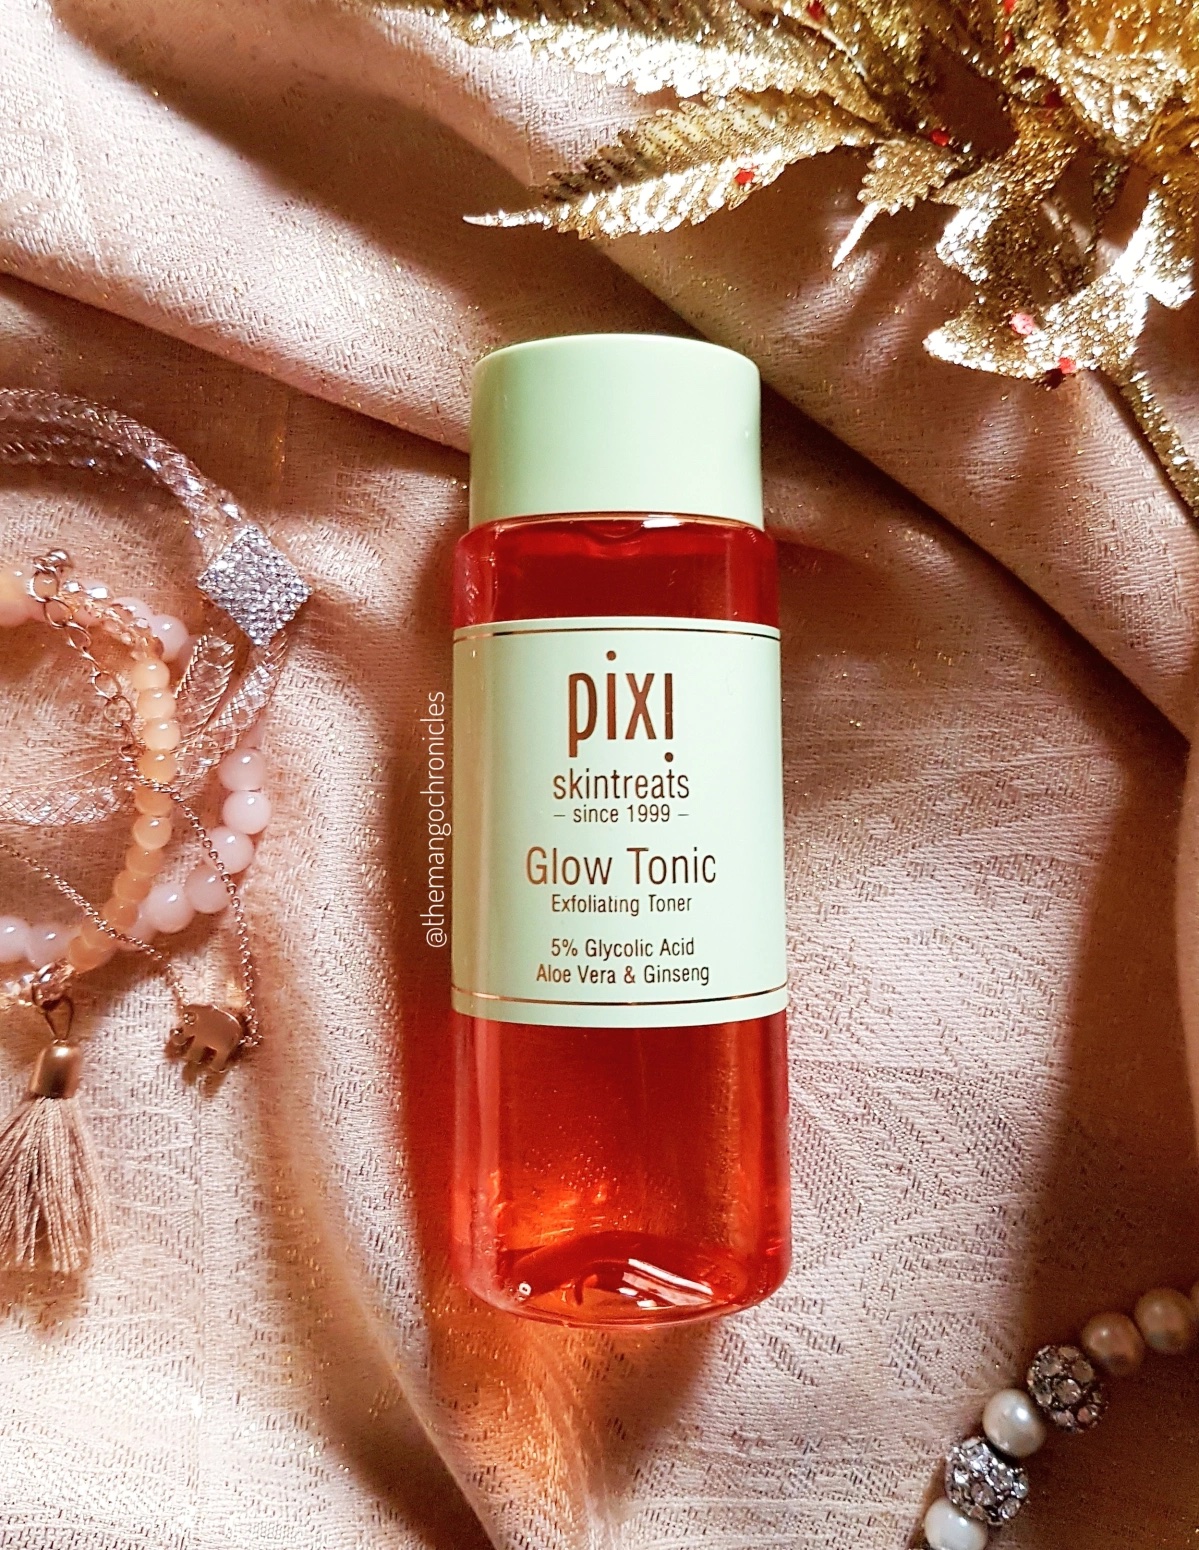 pixi
skintreats
– since 1999 –
Glow Tonic
Exfoliating Toner
5% Glycolic Acid
Aloe Vera & Ginseng
@themangochronicles